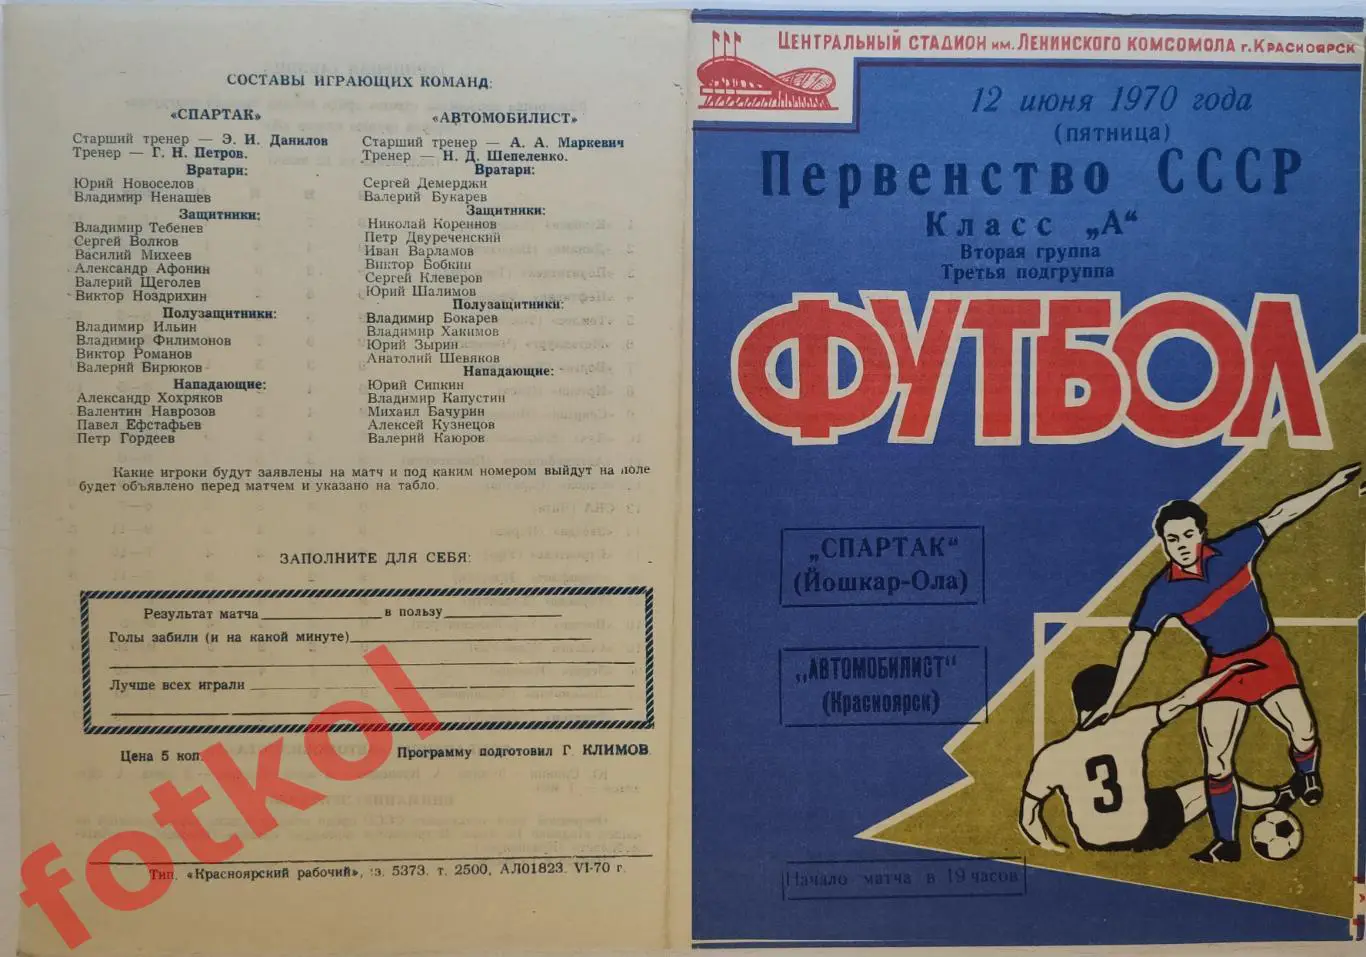 СОСТАВЫ ИГРАЮЩИХ КОМАНД:
«СПАРТАК»
Старший тренер — Э. И. Данилов
Тренер — Г. Н. Петров.
Вратари:
Юрий Новоселов
Владимир Ненашев
Защитники:
Владимир Тебенев
Сергей Волков
Василий Михеев
Александр Афонин
Валерий Щеголев
Виктор Ноздрихин
Полузащитники:
Владимир Ильин
Владимир Филимонов
Виктор Романов
Валерий Бирюков
Нападающие:
Александр Хохряков
Валентин Наврозов
Павел Ефстафьев
Петр Гордеев
«АВТОМОБИЛИСТ»
Старший тренер — А. А. Маркевич
Тренер — Н. Д. Шепеленко.
Вратари:
Сергей Демерджи
Валерий Букарев
Защитники:
Николай Кореннов
Петр Двуреченский
Иван Варламов
Виктор Бобкин
Сергей Клеверов
Юрий Шалимов
Полузащитники:
Владимир Бокарев
Владимир Хакимов
Юрий Зырин
Анатолий Шевяков
Нападающие:
Юрий Сипкин
Владимир Капустин
Михаил Бачурин
Алексей Кузнецов
Валерий Каюров
Какие игроки будут заявлены на матч и под каким номером выйдут на поле
будет объявлено перед матчем и указано на табло.
ЗАПОЛНИТЕ ДЛЯ СЕБЯ:
Результат матча в пользу
Голы забили (и на какой минуте)
Лучше всех играли
Цена 5 коп. Программу подготовил Г. КЛИМОВ.
Тип. «Красноярский рабочий», з. 5373. т. 2500, АЛ01823. VI-70 г.
fotkol
ЦЕНТРАЛЬНЫЙ СТАДИОН ИМ. ЛЕНИНСКОГО КОМСОМОЛА Г. КРАСНОЯРСК
12 июня 1970 года
(пятница)
Первенство СССР
Класс „А“
Вторая группа
Третья подгруппа
ФУТБОЛ
„СПАРТАК“
(Йошкар-Ола)
„АВТОМОБИЛИСТ“
(Красноярск)
3
Начало матча в 19 часов